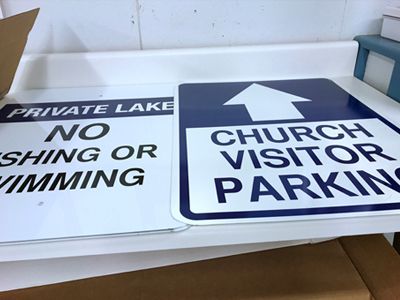 PRIVATE LAKE
NO
SHING OR
WIMMING
CHURCH
VISITOR
PARKIN